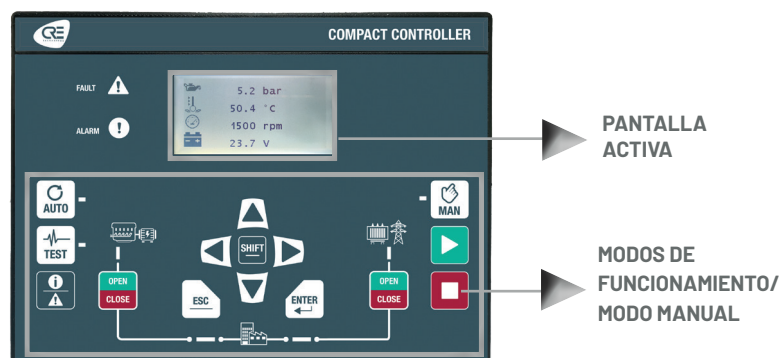 CRE
COMPACT CONTROLLER
FAULT
ALARM
5.2 bar
50.4 °C
1500 rpm
23.7 V
PANTALLA
ACTIVA
AUTO
MAN
TEST
SHIFT
OPEN
CLOSE
ESC
ENTER
OPEN
CLOSE
MODOS DE
FUNCIONAMIENTO/
MODO MANUAL